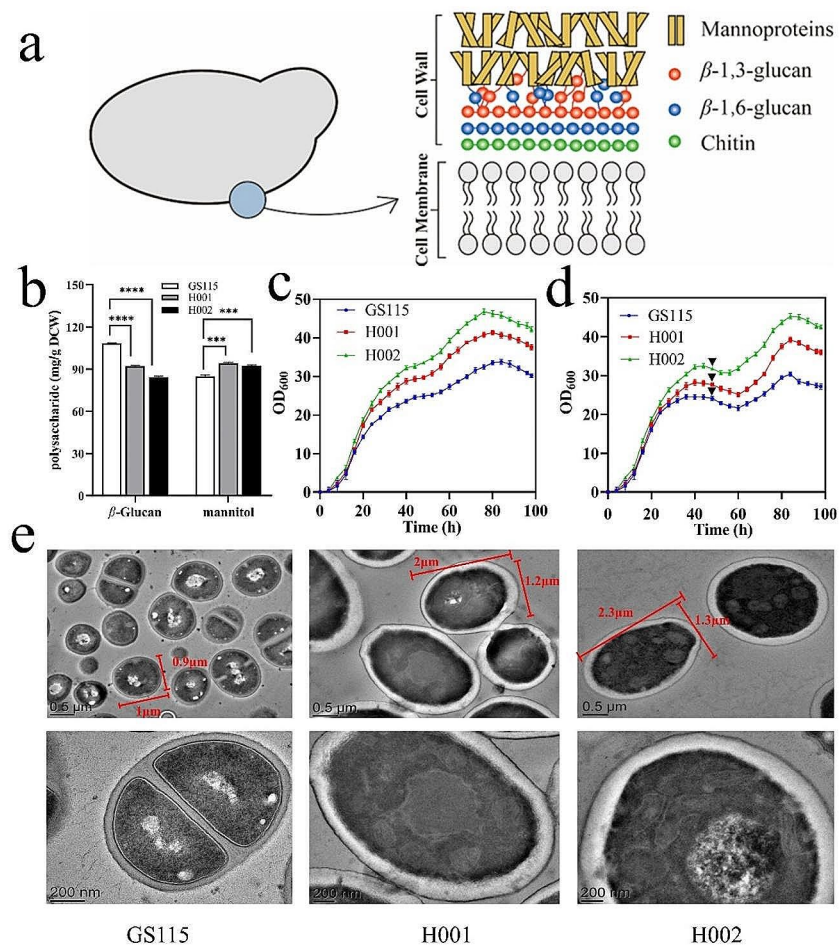 a
Cell Wall
Cell Membrane
Mannoproteins
β-1,3-glucan
β-1,6-glucan
Chitin
b
polysaccharide (mg/g DCW)
150
120
90
60
30
0
GS115
H001
H002
****
****
***
***
β-Glucan
mannitol
c
OD600
50
40
30
20
10
0
GS115
H001
H002
0 20 40 60 80 100
Time (h)
d
OD600
50
40
30
20
10
0
GS115
H001
H002
0 20 40 60 80 100
Time (h)
e
0.9μm
1μm
0.5 μm
2μm
1.2μm
0.5 μm
2.3μm
1.3μm
0.5 μm
200 nm
200 nm
200 nm
GS115
H001
H002